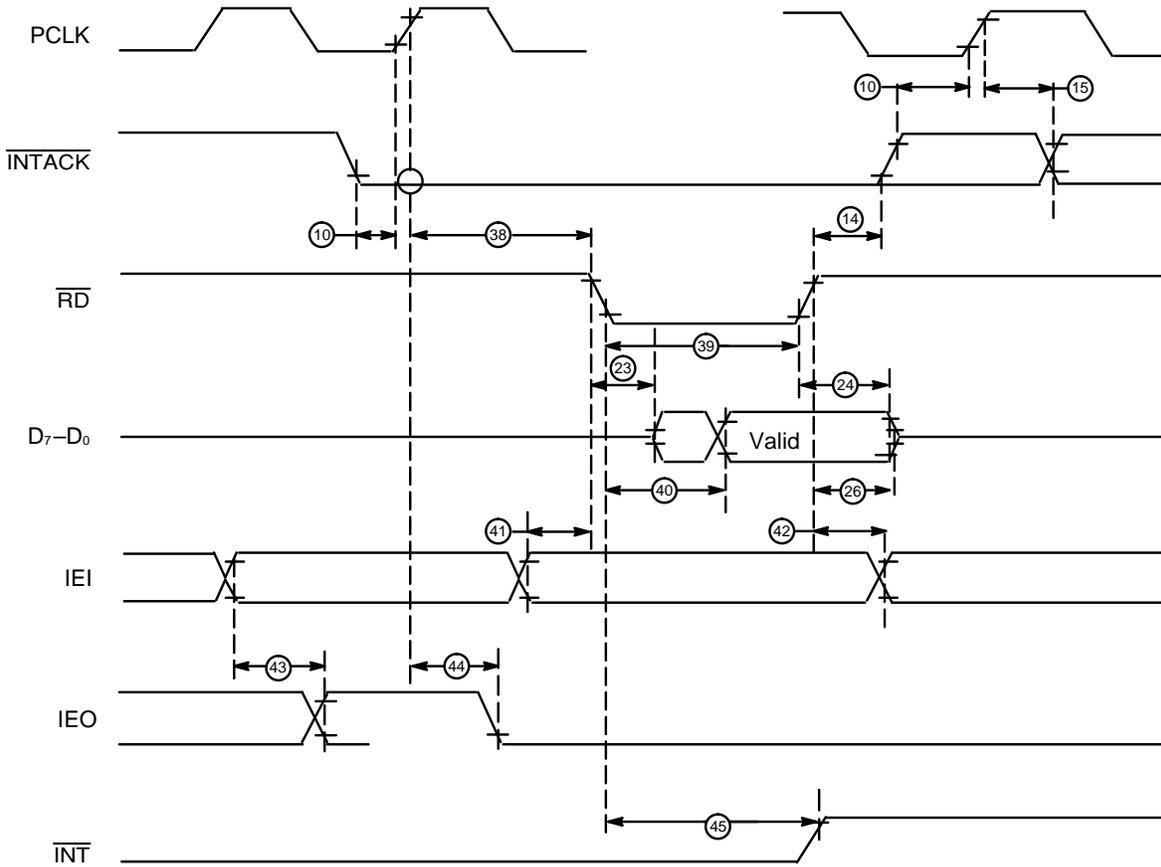 PCLK
10
15
INTACK
10
38
14
RD
39
23
24
D₇–D₀
Valid
40
26
41
42
IEI
43
44
IEO
45
INT